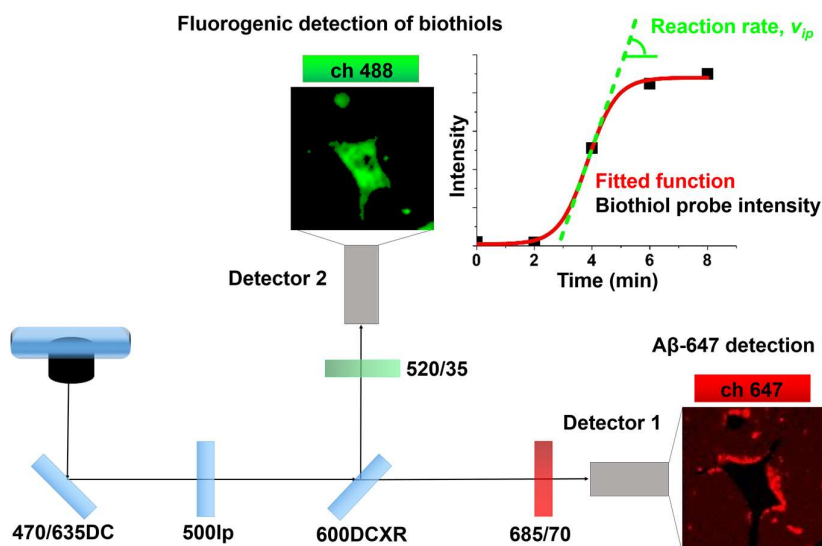 Fluorogenic detection of biothiols
ch 488
Detector 2
Reaction rate, vip
Intensity
Fitted function
Biothiol probe intensity
0 2 4 6 8
Time (min)
520/35
Aβ-647 detection
ch 647
Detector 1
470/635DC
500lp
600DCXR
685/70